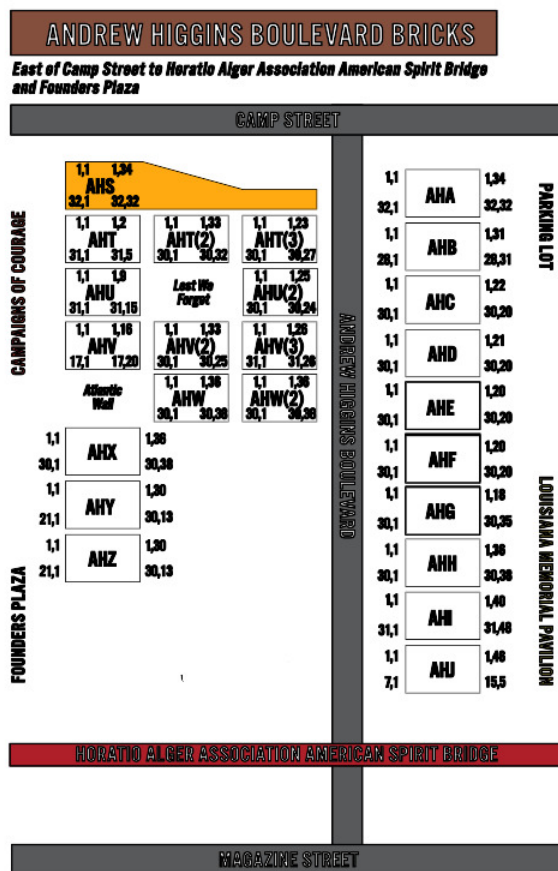 ANDREW HIGGINS BOULEVARD BRICKS
East of Camp Street to Horatio Alger Association American Spirit Bridge
and Founders Plaza
CAMP STREET
CAMPAIGNS OF COURAGE
FOUNDERS PLAZA
1,1 1,34
AHS
32,1 32,32
1,1 1,2
AHT
31,1 31,5
1,1 1,33
AHT(2)
30,1 30,32
1,1 1,23
AHT(3)
30,1 30,27
1,1 1,9
AHU
31,1 31,15
Lest We
Forget
1,1 1,25
AHU(2)
30,1 30,24
1,1 1,16
AHV
17,1 17,20
1,1 1,33
AHV(2)
30,1 30,25
1,1 1,26
AHV(3)
31,1 31,26
Atlantic
Wall
1,1 1,36
AHW
30,1 30,38
1,1 1,36
AHW(2)
30,1 30,38
1,1 1,36
AHX
30,1 30,38
1,1 1,30
AHY
21,1 30,13
1,1 1,30
AHZ
21,1 30,13
ANDREW HIGGINS BOULEVARD
1,1 1,34
AHA
32,1 32,32
1,1 1,31
AHB
28,1 28,31
1,1 1,22
AHC
30,1 30,20
1,1 1,21
AHD
30,1 30,20
1,1 1,20
AHE
30,1 30,20
1,1 1,20
AHF
30,1 30,20
1,1 1,18
AHG
30,1 30,35
1,1 1,36
AHH
30,1 30,38
1,1 1,40
AHI
31,1 31,48
1,1 1,48
AHJ
7,1 15,5
PARKING LOT
LOUISIANA MEMORIAL PAVILION
HORATIO ALGER ASSOCIATION AMERICAN SPIRIT BRIDGE
MAGAZINE STREET